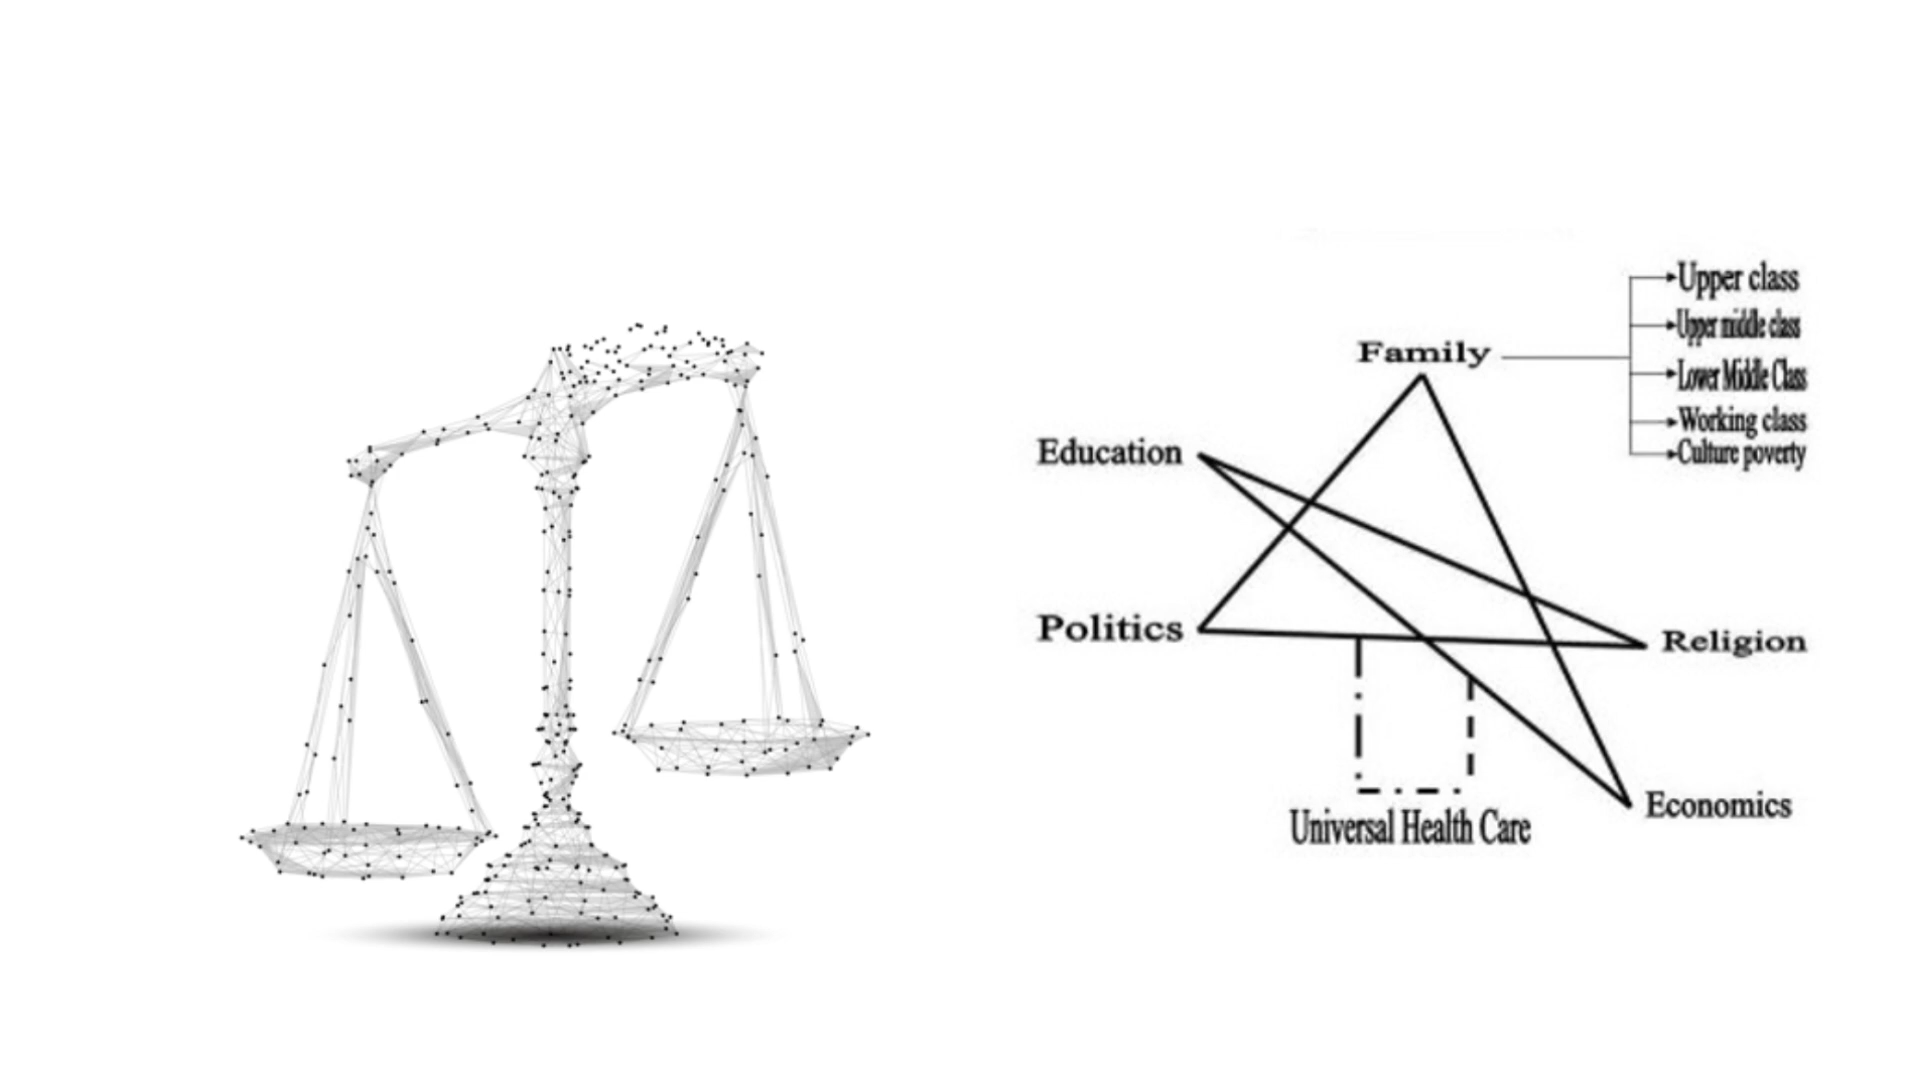 Upper class
Upper middle class
Family
Lower Middle Class
Working class
Education
Culture poverty
Politics
Religion
Economics
Universal Health Care